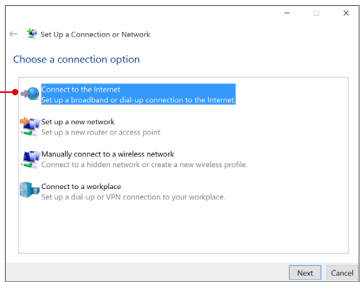 Set Up a Connection or Network
Choose a connection option
Connect to the Internet
Set up a broadband or dial-up connection to the Internet.
Set up a new network
Set up a new router or access point.
Manually connect to a wireless network
Connect to a hidden network or create a new wireless profile.
Connect to a workplace
Set up a dial-up or VPN connection to your workplace.
Next Cancel